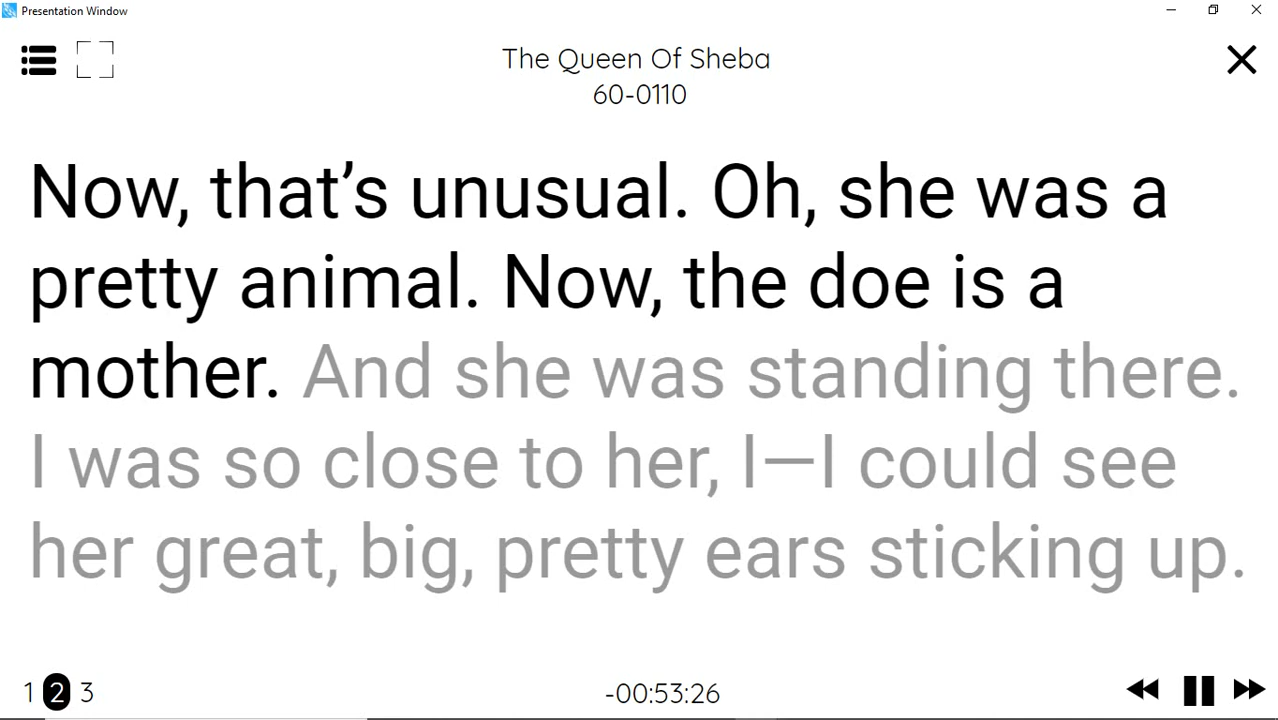 Presentation Window
The Queen Of Sheba
60-0110
Now, that’s unusual. Oh, she was a
pretty animal. Now, the doe is a
mother. And she was standing there.
I was so close to her, I—I could see
her great, big, pretty ears sticking up.
1 2 3
-00:53:26